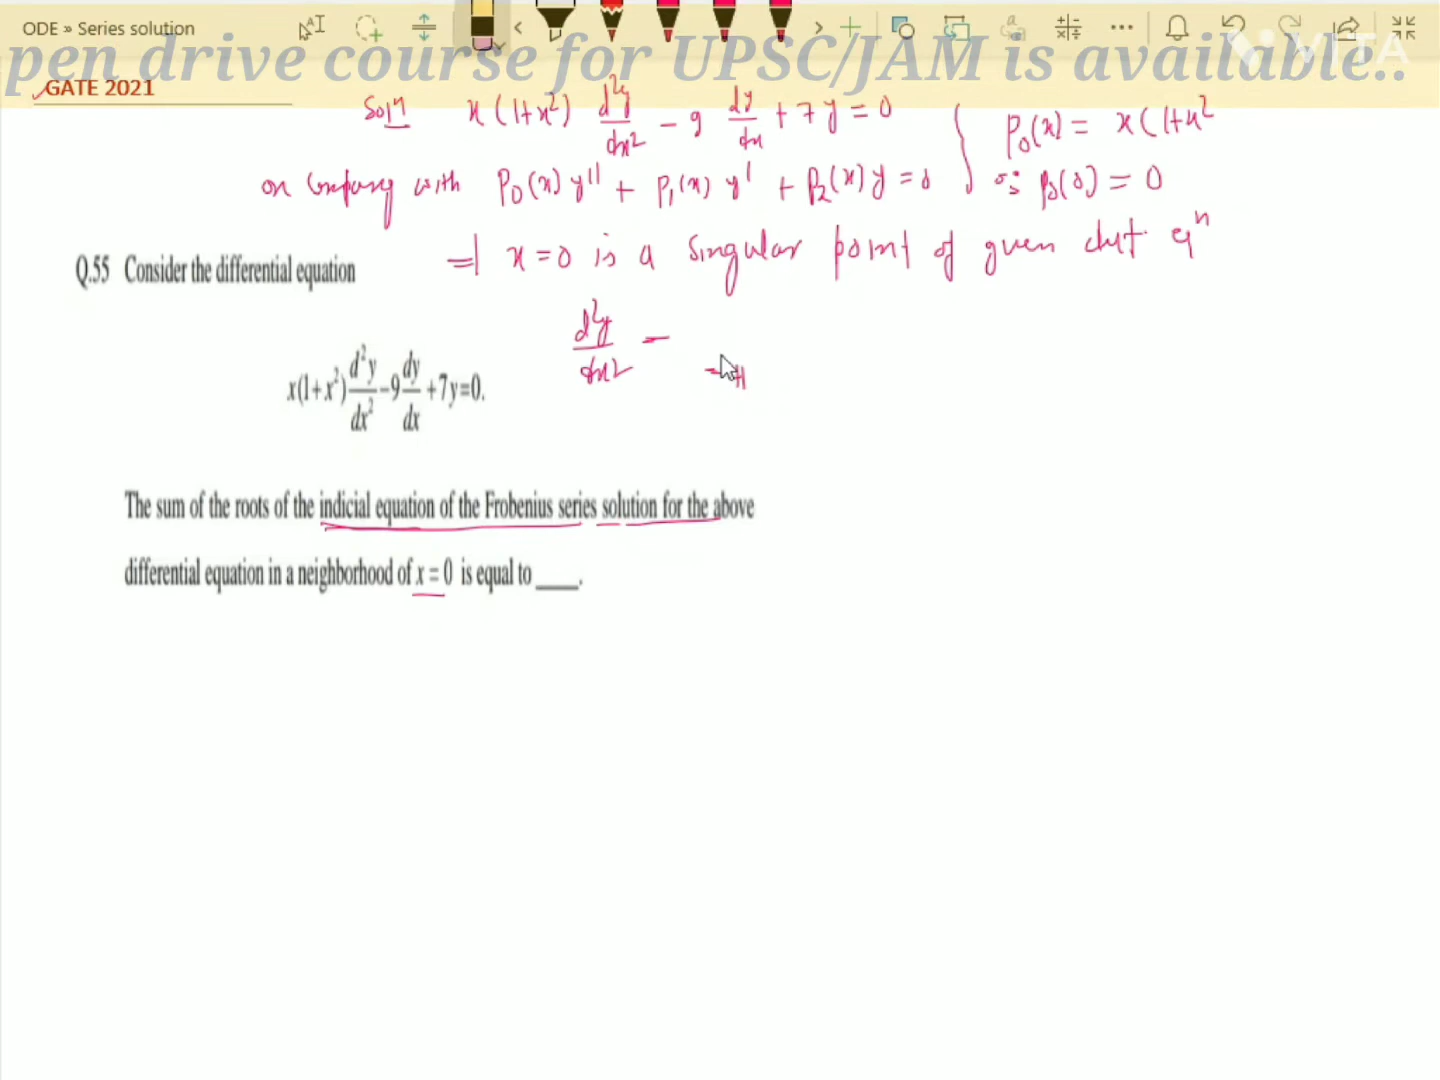 ODE » Series solution
VITA
pen drive course for UPSC/JAM is available..
GATE 2021
Soln x(1+x²) d²y/dx² - 9 dy/dx + 7y = 0
P₀(x) = x(1+x²
on comparing with P₀(x)y'' + P₁(x)y' + P₂(x)y = 0
∵ P₀(0) = 0
⇒ x=0 is a singular point of given diff. eqn
Q.55 Consider the differential equation
d²y/dx² -
x(1+x²) d²y/dx² -9 dy/dx +7y=0.
The sum of the roots of the indicial equation of the Frobenius series solution for the above
differential equation in a neighborhood of x = 0 is equal to ____.